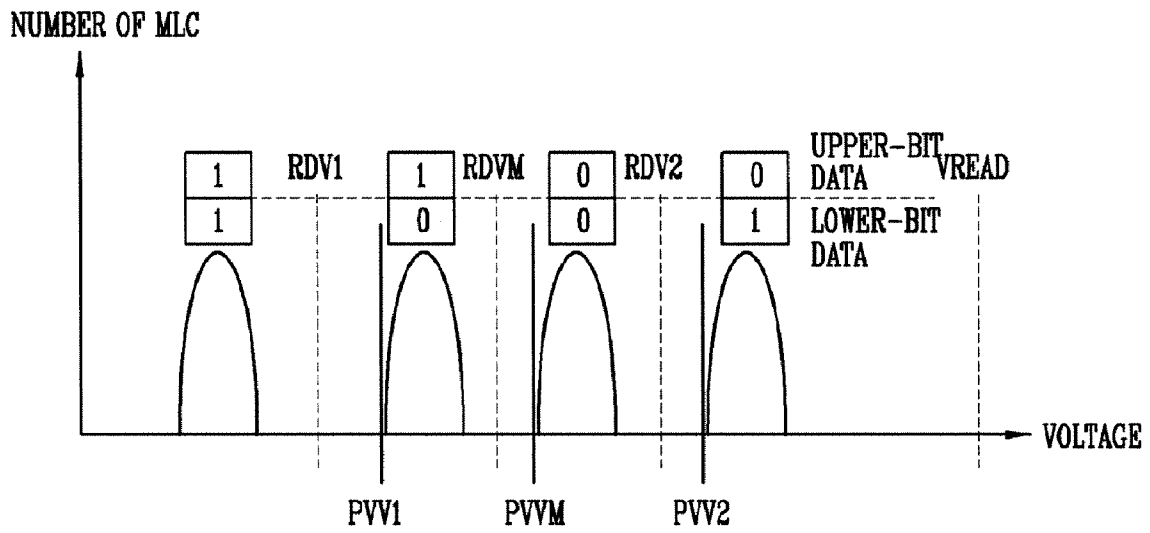 NUMBER OF MLC
1 RDV1 1 RDVM 0 RDV2 0 UPPER-BIT DATA VREAD
1 0 0 1 LOWER-BIT DATA
VOLTAGE
PVV1 PVVM PVV2